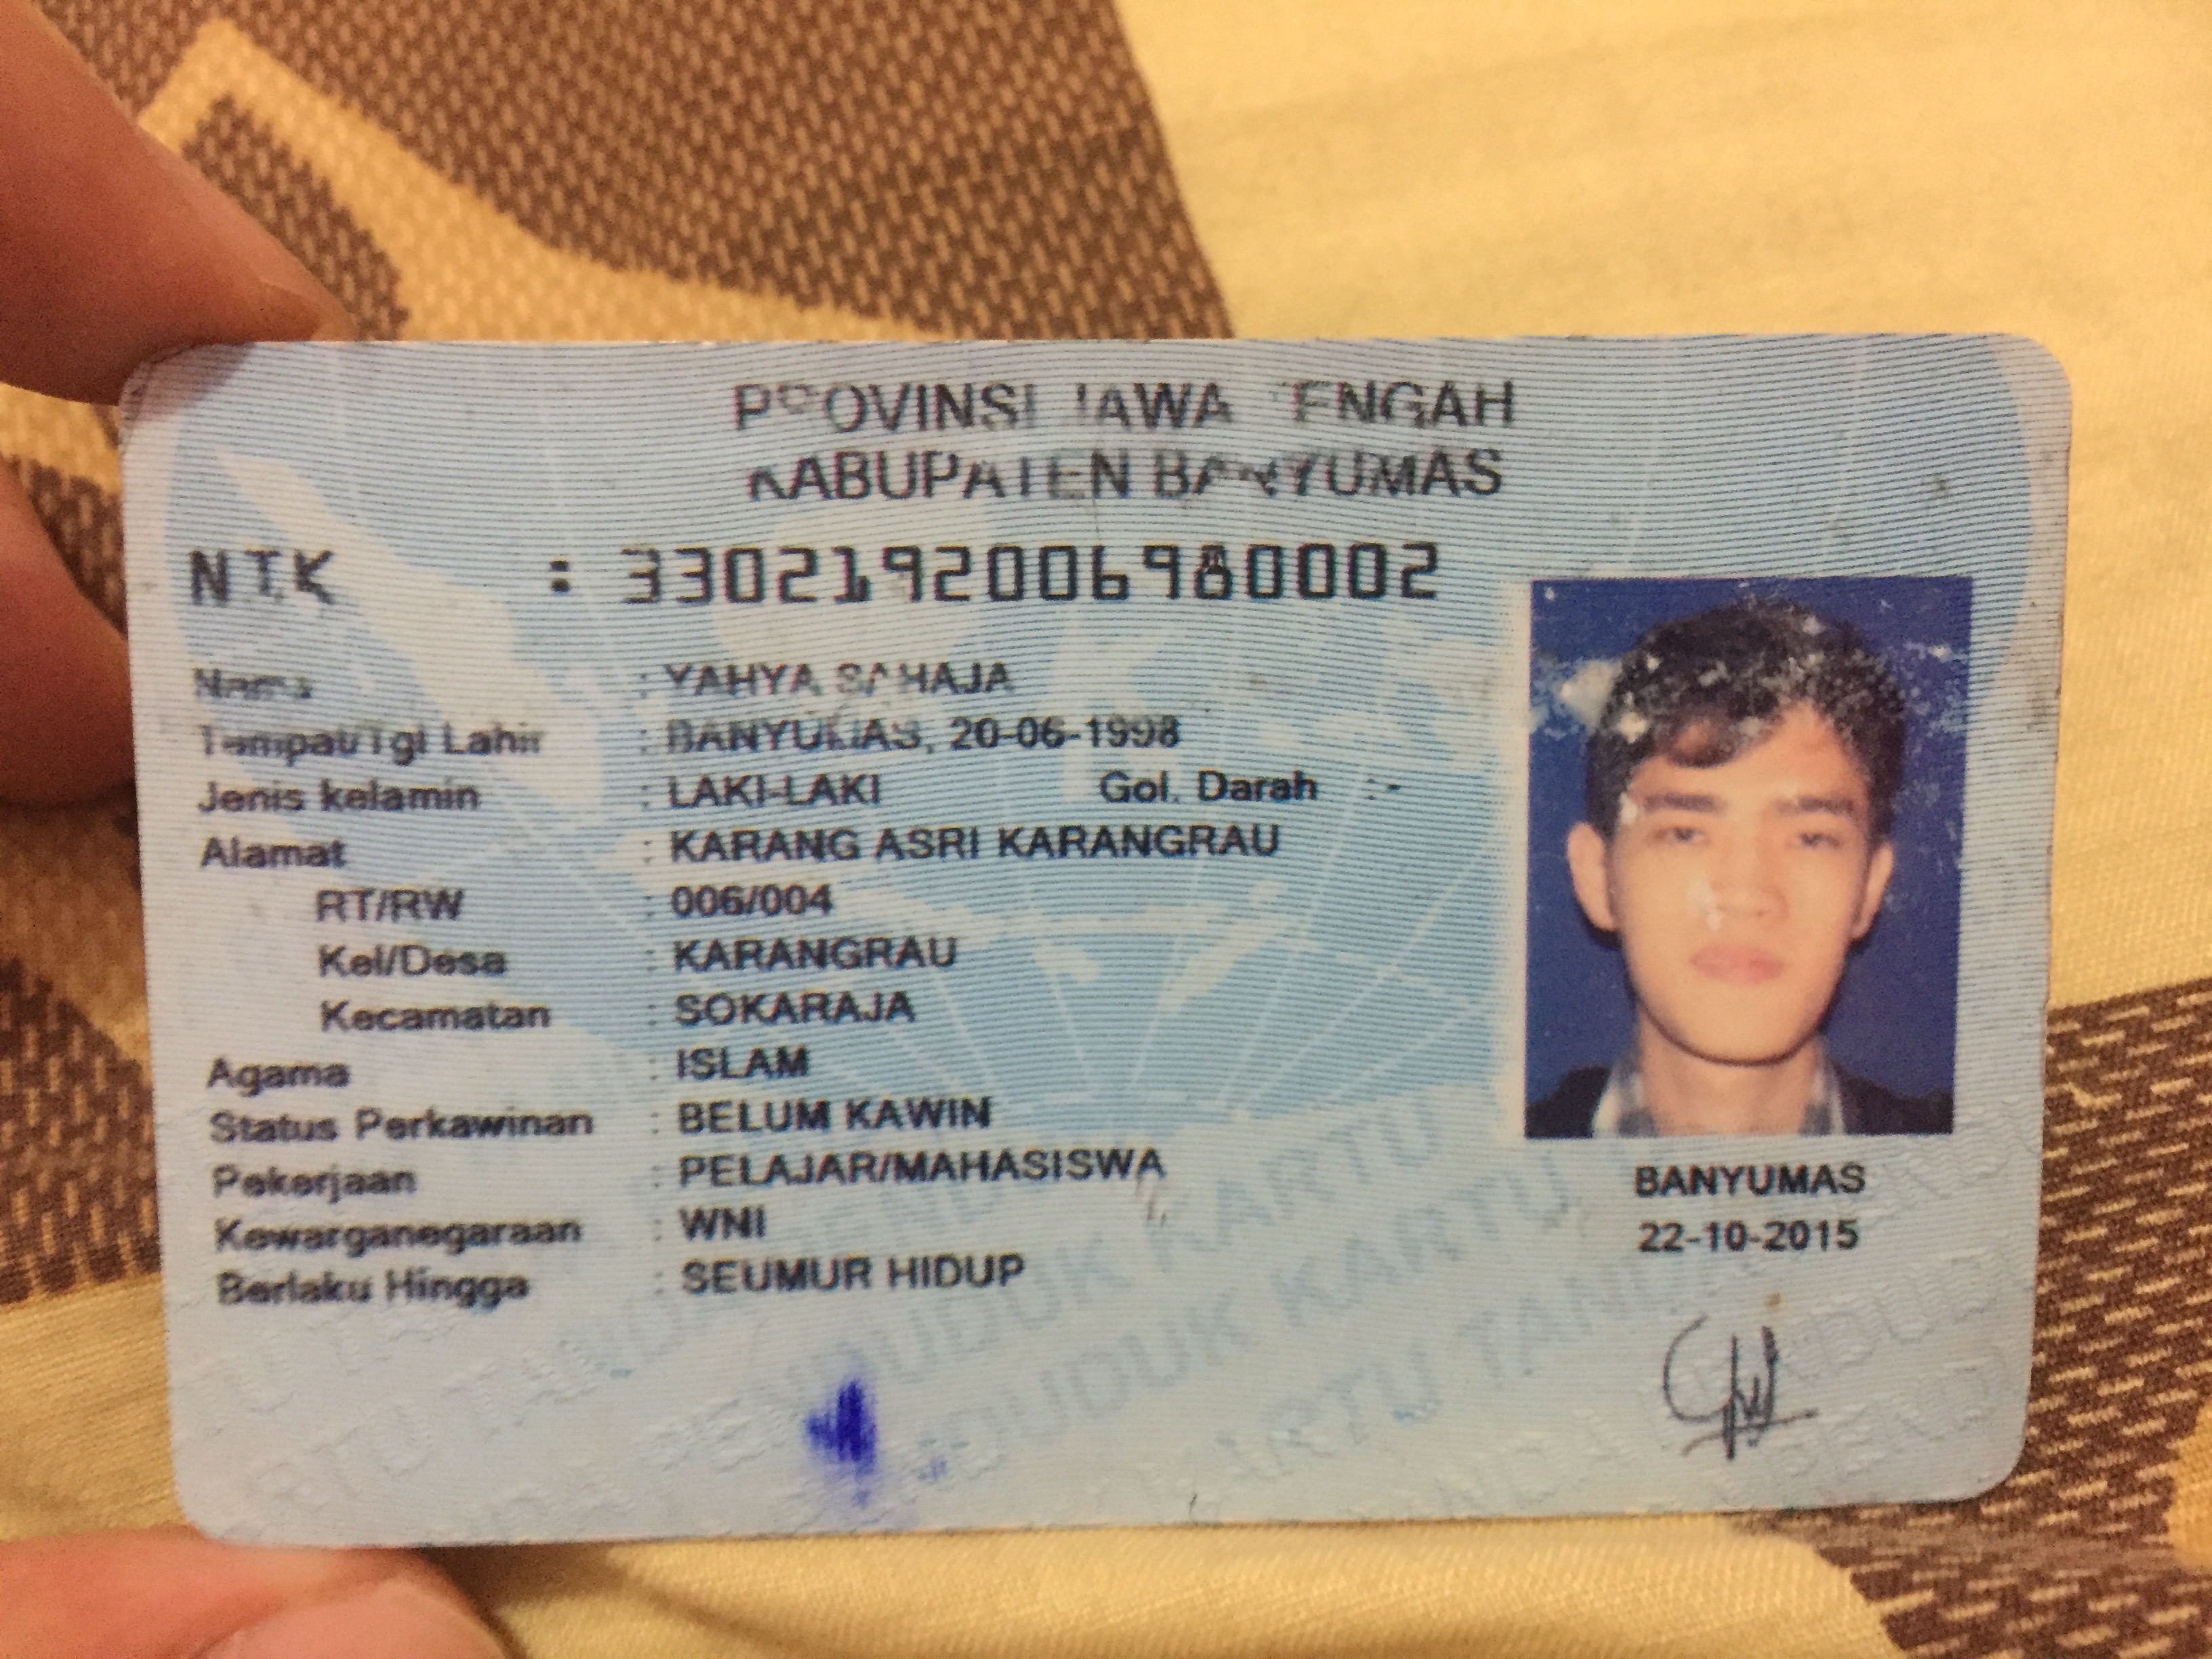 PROVINSI JAWA TENGAH
KABUPATEN BANYUMAS
NIK : 3302192006980002
Nama : YAHYA SAHAJA
Tempat/Tgl Lahir : BANYUMAS, 20-06-1998
Jenis kelamin : LAKI-LAKI Gol. Darah : -
Alamat : KARANG ASRI KARANGRAU
RT/RW : 006/004
Kel/Desa : KARANGRAU
Kecamatan : SOKARAJA
Agama : ISLAM
Status Perkawinan : BELUM KAWIN
Pekerjaan : PELAJAR/MAHASISWA
Kewarganegaraan : WNI
Berlaku Hingga : SEUMUR HIDUP
BANYUMAS
22-10-2015